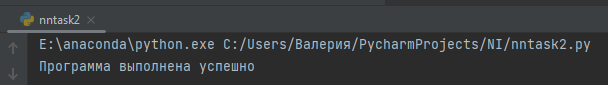 nntask2
E:\anaconda\python.exe C:/Users/Валерия/PycharmProjects/NI/nntask2.py
Программа выполнена успешно